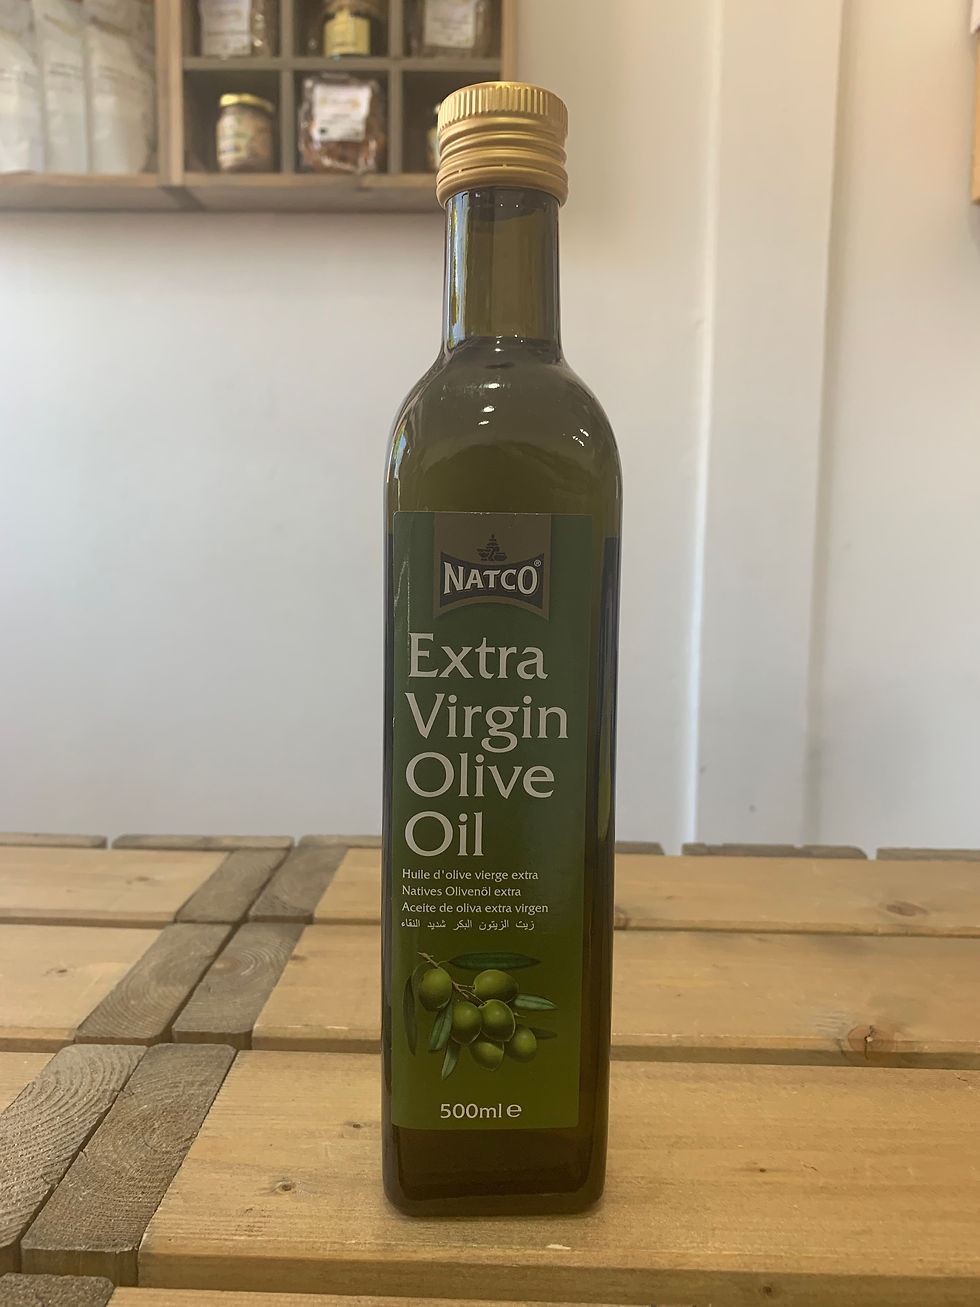 NATCO®
Extra
Virgin
Olive
Oil
Huile d'olive vierge extra
Natives Olivenöl extra
Aceite de oliva extra virgen
زيت الزيتون البكر شديد النقاء
500ml e